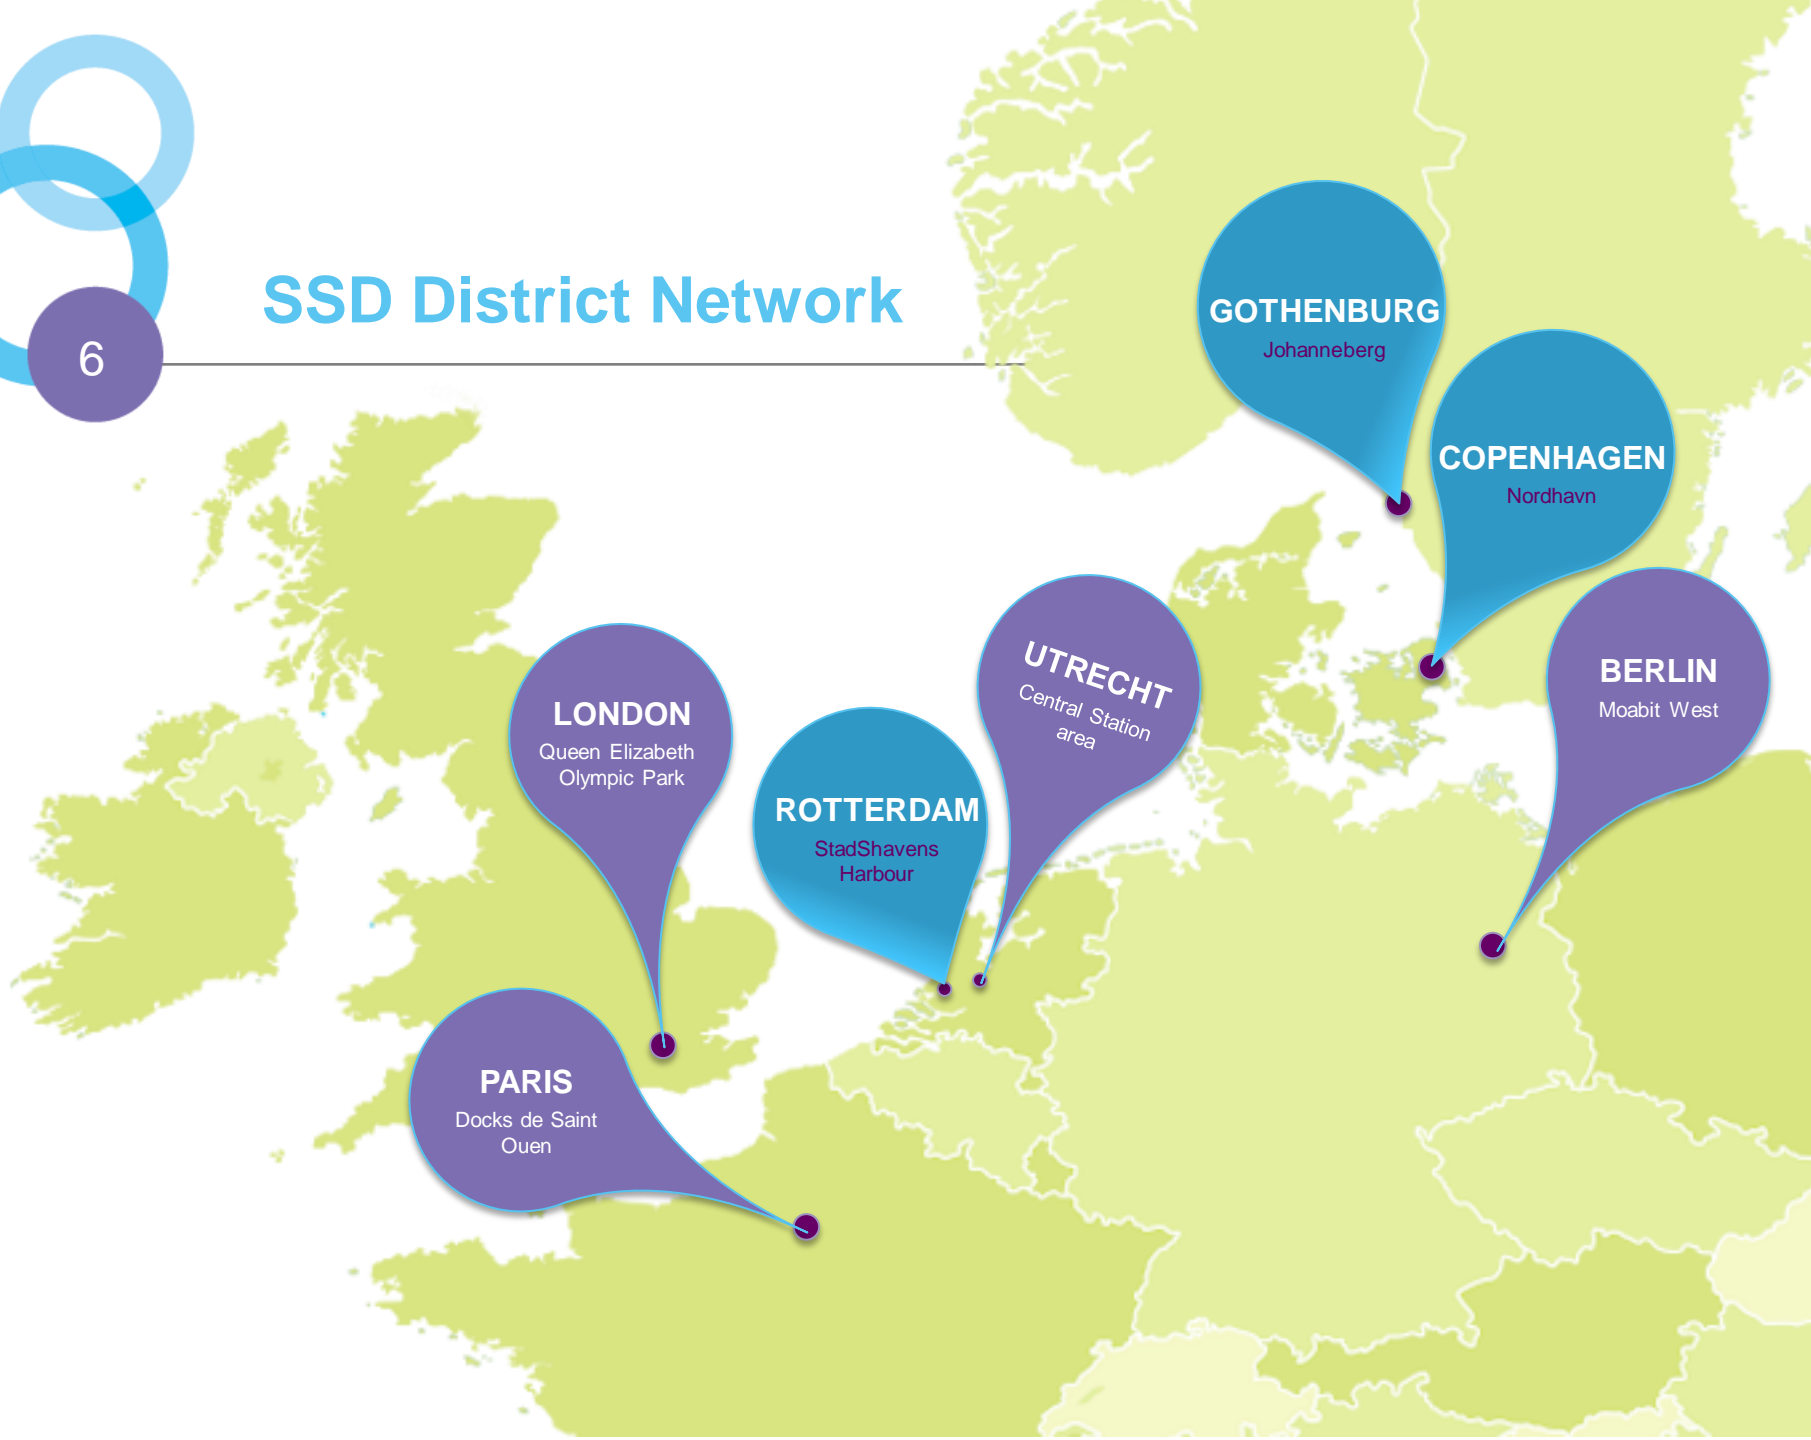 SSD District Network
6
GOTHENBURG
Johanneberg
COPENHAGEN
Nordhavn
BERLIN
Moabit West
UTRECHT
Central Station
area
LONDON
Queen Elizabeth
Olympic Park
ROTTERDAM
StadShavens
Harbour
PARIS
Docks de Saint
Ouen